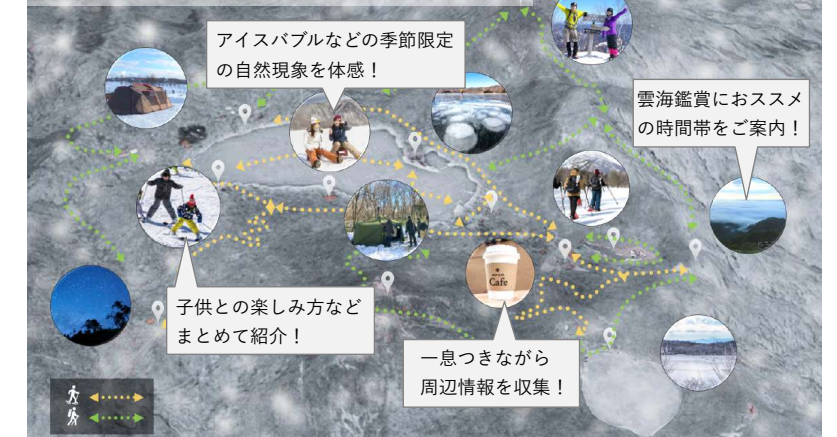 アイスバブルなどの季節限定
の自然現象を体感！
雲海鑑賞におススメ
の時間帯をご案内！
子供との楽しみ方など
まとめて紹介！
Cafe
一息つきながら
周辺情報を収集！